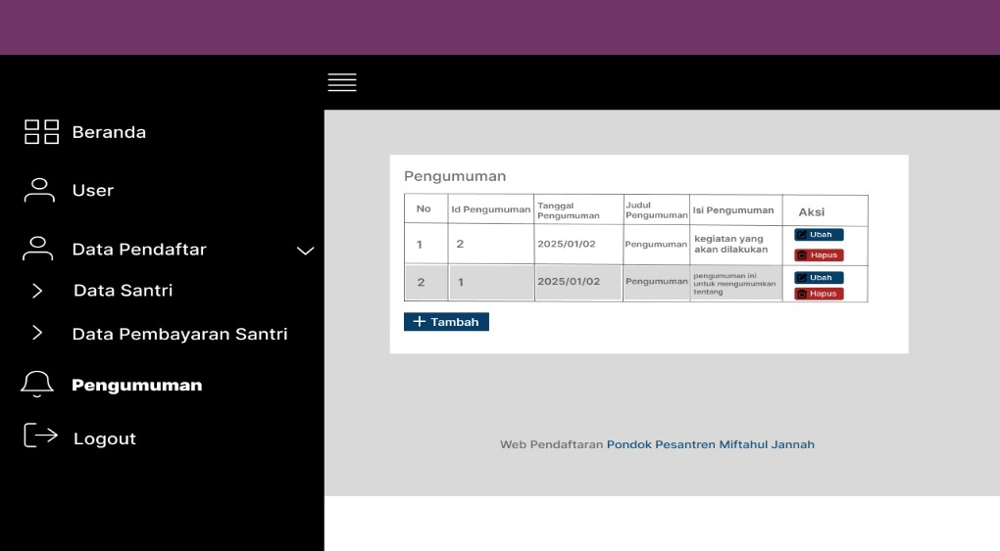 Beranda
User
Data Pendaftar
Data Santri
Data Pembayaran Santri
Pengumuman
Logout
Pengumuman
No Id Pengumuman Tanggal Pengumuman Judul Pengumuman Isi Pengumuman Aksi
1 2 2025/01/02 Pengumuman kegiatan yang akan dilakukan Ubah Hapus
2 1 2025/01/02 Pengumuman pengumuman ini untuk mengumumkan tentang Ubah Hapus
+ Tambah
Web Pendaftaran Pondok Pesantren Miftahul Jannah